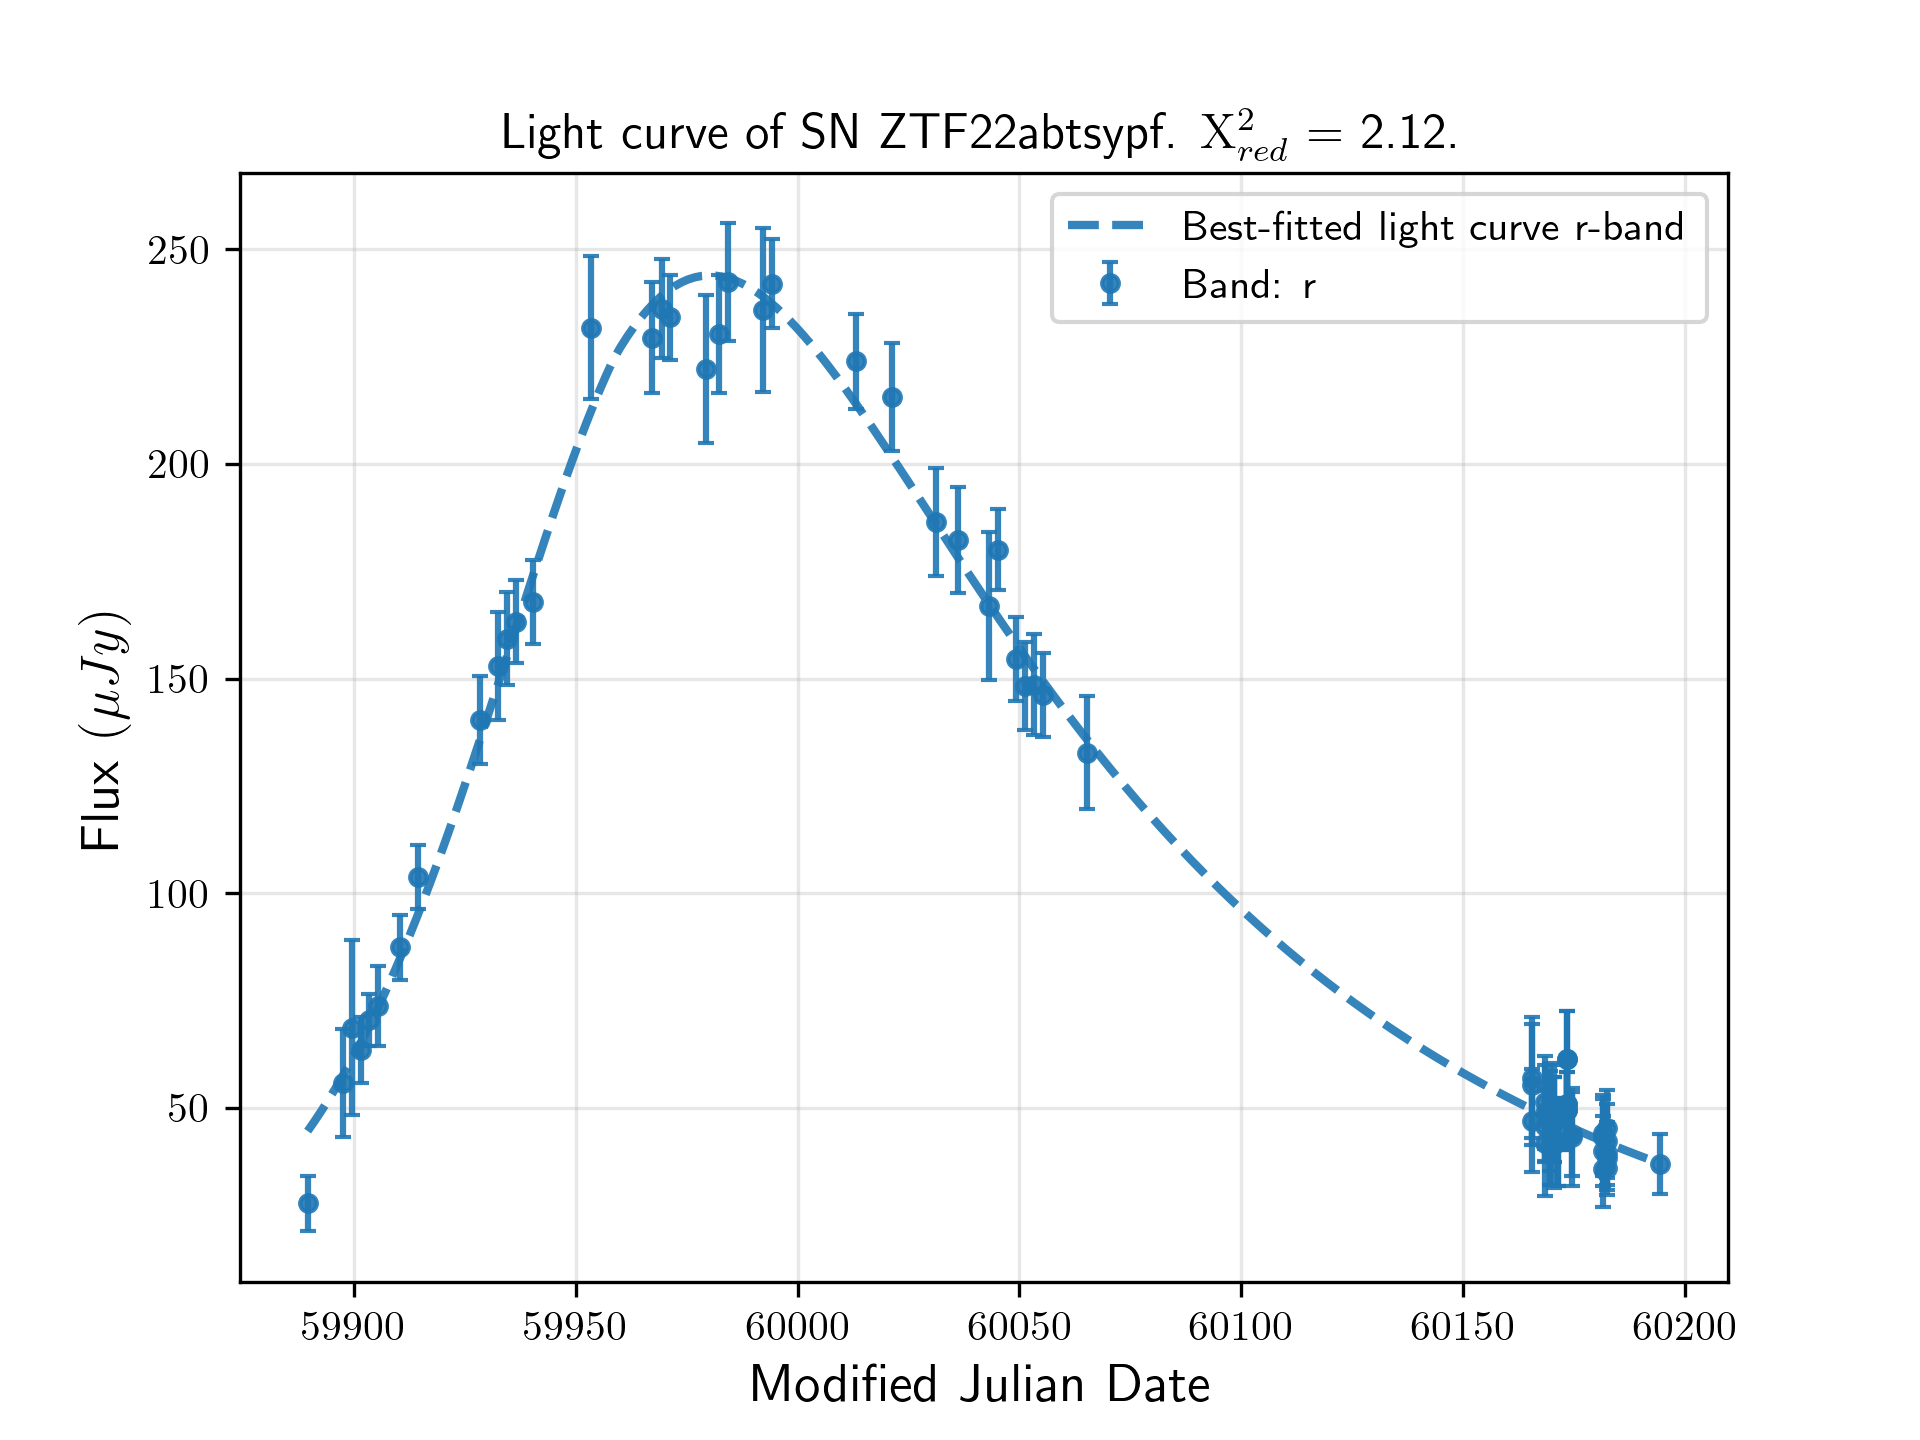 Light curve of SN ZTF22abtsypf. X²_red = 2.12.
Best-fitted light curve r-band
Band: r
250
200
150
100
50
Flux (μJy)
59900 59950 60000 60050 60100 60150 60200
Modified Julian Date